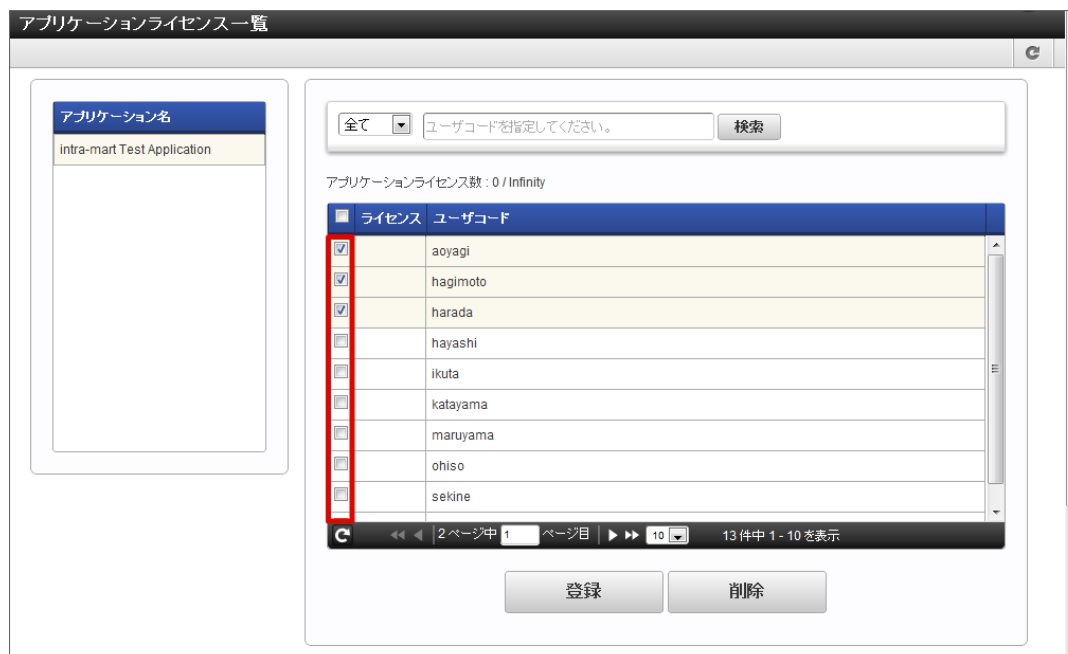 アプリケーションライセンス一覧
アプリケーション名
intra-mart Test Application
全て ユーザコードを指定してください。 検索
アプリケーションライセンス数 : 0 / Infinity
ライセンス ユーザコード
aoyagi
hagimoto
harada
hayashi
ikuta
katayama
maruyama
ohiso
sekine
2 ページ中 1 ページ目 10 13 件中 1 - 10 を表示
登録 削除